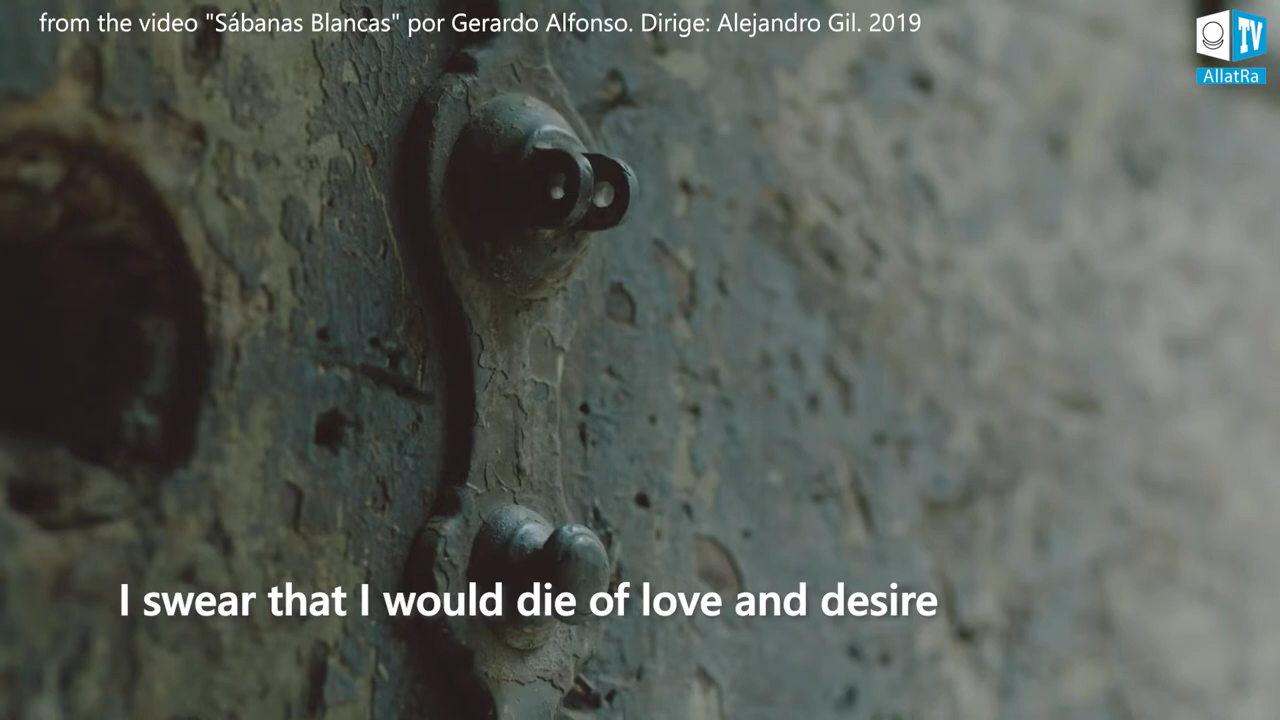 from the video "Sábanas Blancas" por Gerardo Alfonso. Dirige: Alejandro Gil. 2019
TV
AllatRa
I swear that I would die of love and desire